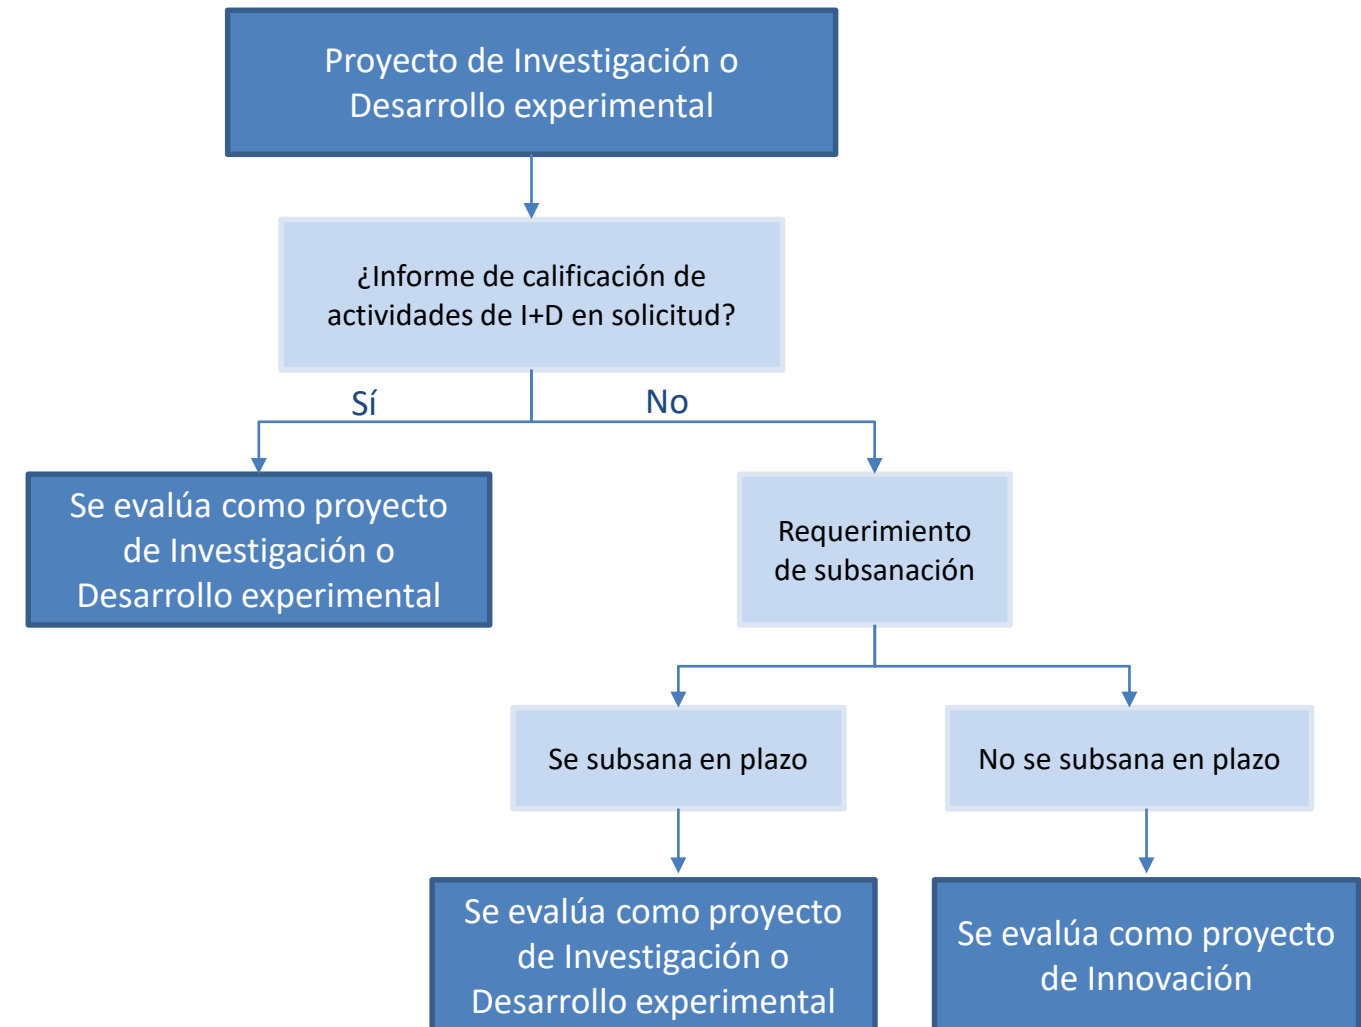 Proyecto de Investigación o
Desarrollo experimental
¿Informe de calificación de
actividades de I+D en solicitud?
Sí
No
Se evalúa como proyecto
de Investigación o
Desarrollo experimental
Requerimiento
de subsanación
Se subsana en plazo
No se subsana en plazo
Se evalúa como proyecto
de Investigación o
Desarrollo experimental
Se evalúa como proyecto
de Innovación